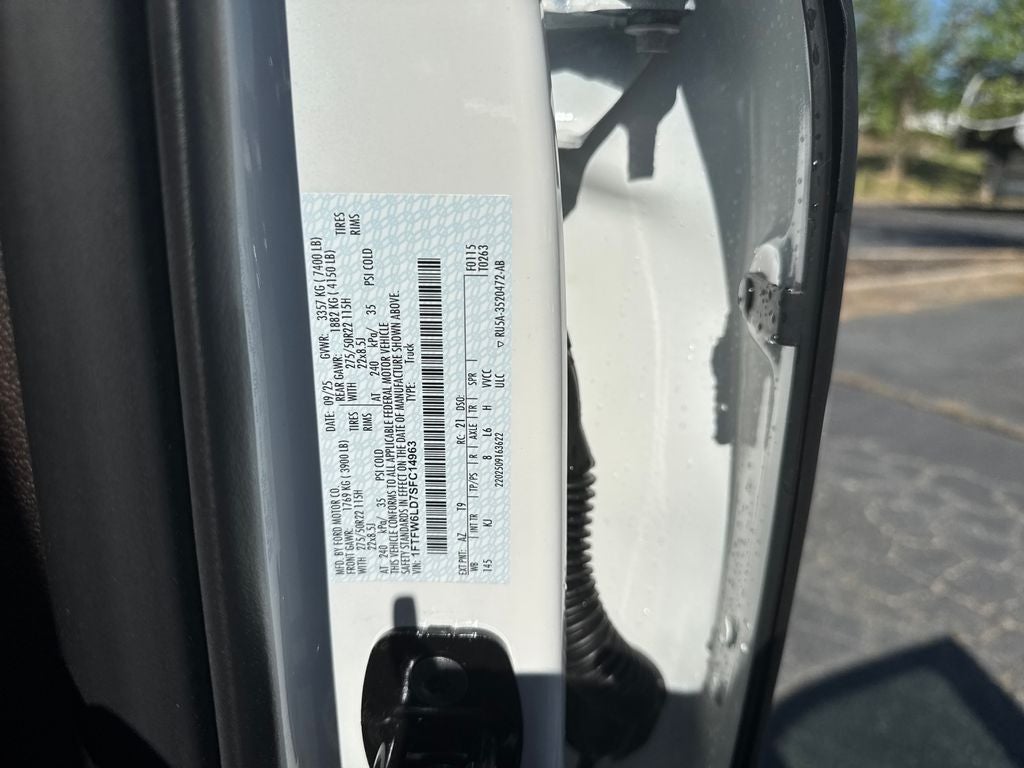 MFD. BY FORD MOTOR CO.
DATE: 09/25 GVWR: 3357 KG ( 7400 LB)
FRONT GAWR: 1769 KG ( 3900 LB) REAR GAWR: 1882 KG ( 4150 LB)
WITH 275/50R22 115H TIRES WITH 275/50R22 115H TIRES
22x8.5J RIMS 22x8.5J RIMS
AT 240 kPa/ 35 PSI COLD AT 240 kPa/ 35 PSI COLD
THIS VEHICLE CONFORMS TO ALL APPLICABLE FEDERAL MOTOR VEHICLE
SAFETY STANDARDS IN EFFECT ON THE DATE OF MANUFACTURE SHOWN ABOVE.
VIN: 1FTFW6LD7SFC14963 TYPE: Truck
EXT PNT: AZ T9 RC: 21 DSO: F0115
WB INT TR TP/PS R AXLE TR SPR T0263
145 KJ 8 L6 H VVCC
2202509163622 ULC ▽ RU5A-3520472-AB